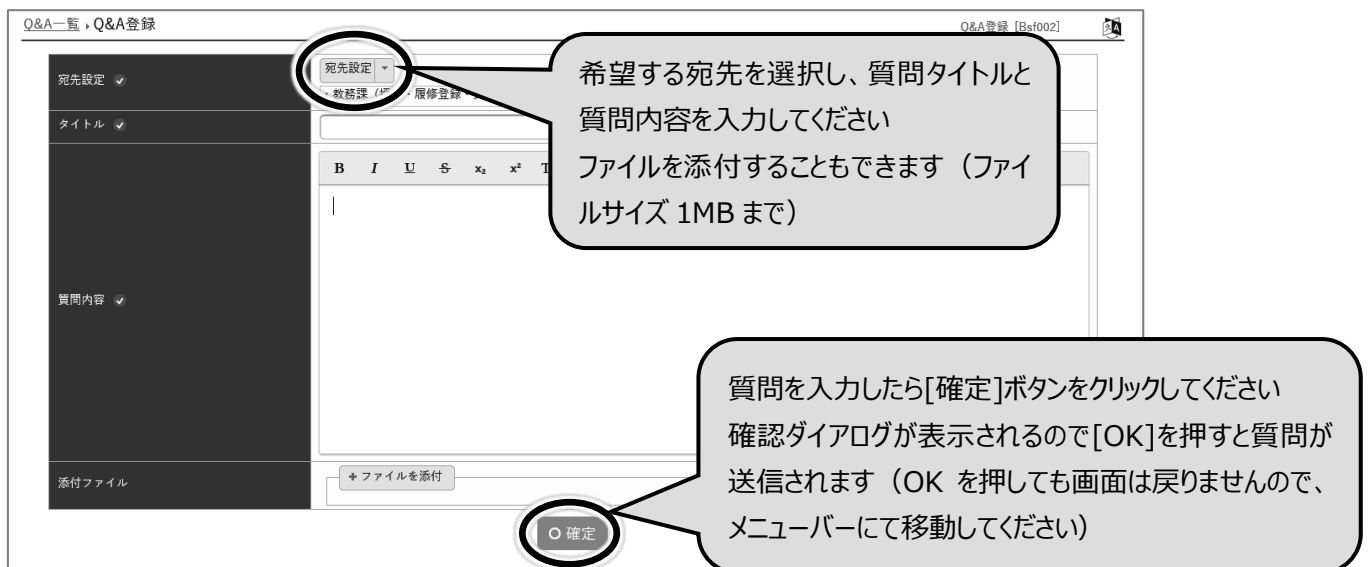 Q&A一覧 › Q&A登録
Q&A登録 [Bsf002]
宛先設定
宛先設定
・教務課
・履修登録・
タイトル
B I U S x₂ x² T
希望する宛先を選択し、質問タイトルと
質問内容を入力してください
ファイルを添付することもできます（ファイ
ルサイズ 1MB まで）
質問内容
質問を入力したら[確定]ボタンをクリックしてください
確認ダイアログが表示されるので[OK]を押すと質問が
送信されます（OK を押しても画面は戻りませんので、
メニューバーにて移動してください）
添付ファイル
+ファイルを添付
確定